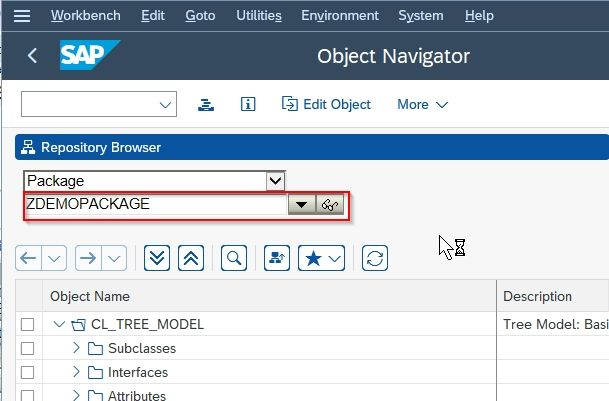 Workbench Edit Goto Utilities Environment System Help
SAP Object Navigator
Edit Object More
Repository Browser
Package
ZDEMOPACKAGE
Object Name Description
CL_TREE_MODEL Tree Model: Basi
Subclasses
Interfaces
Attributes